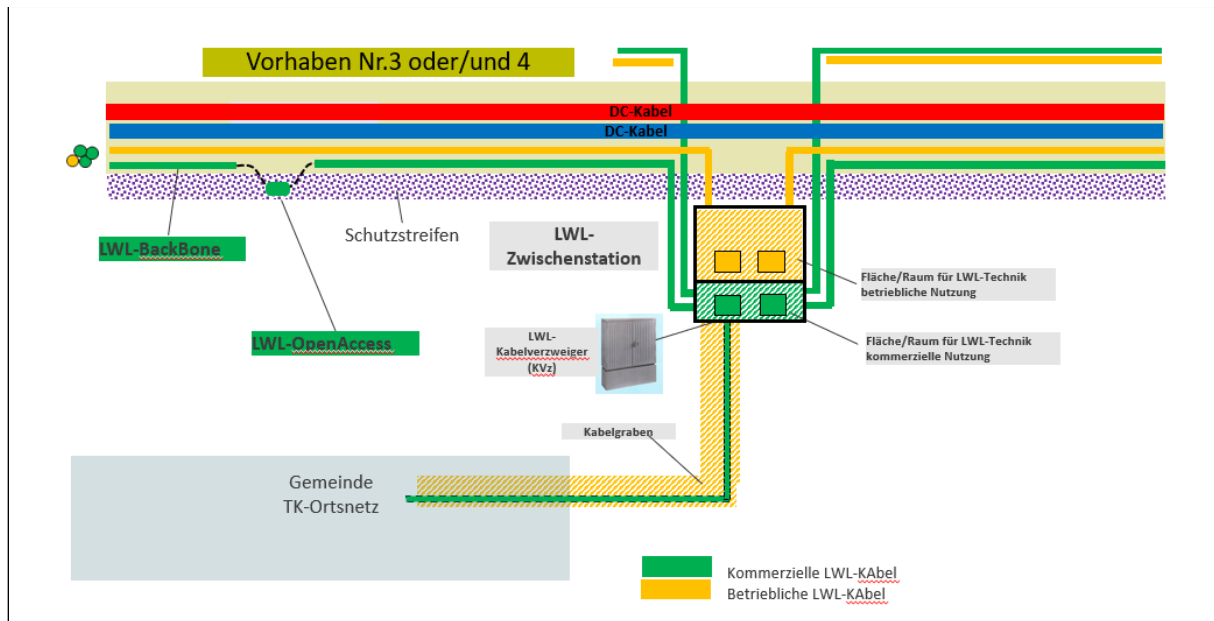 Vorhaben Nr.3 oder/und 4
DC-Kabel
DC-Kabel
LWL-BackBone
Schutzstreifen
LWL-
Zwischenstation
Fläche/Raum für LWL-Technik
betriebliche Nutzung
LWL-OpenAccess
LWL-
Kabelverzweiger
(KVz)
Fläche/Raum für LWL-Technik
kommerzielle Nutzung
Kabelgraben
Gemeinde
TK-Ortsnetz
Kommerzielle LWL-KAbel
Betriebliche LWL-KAbel